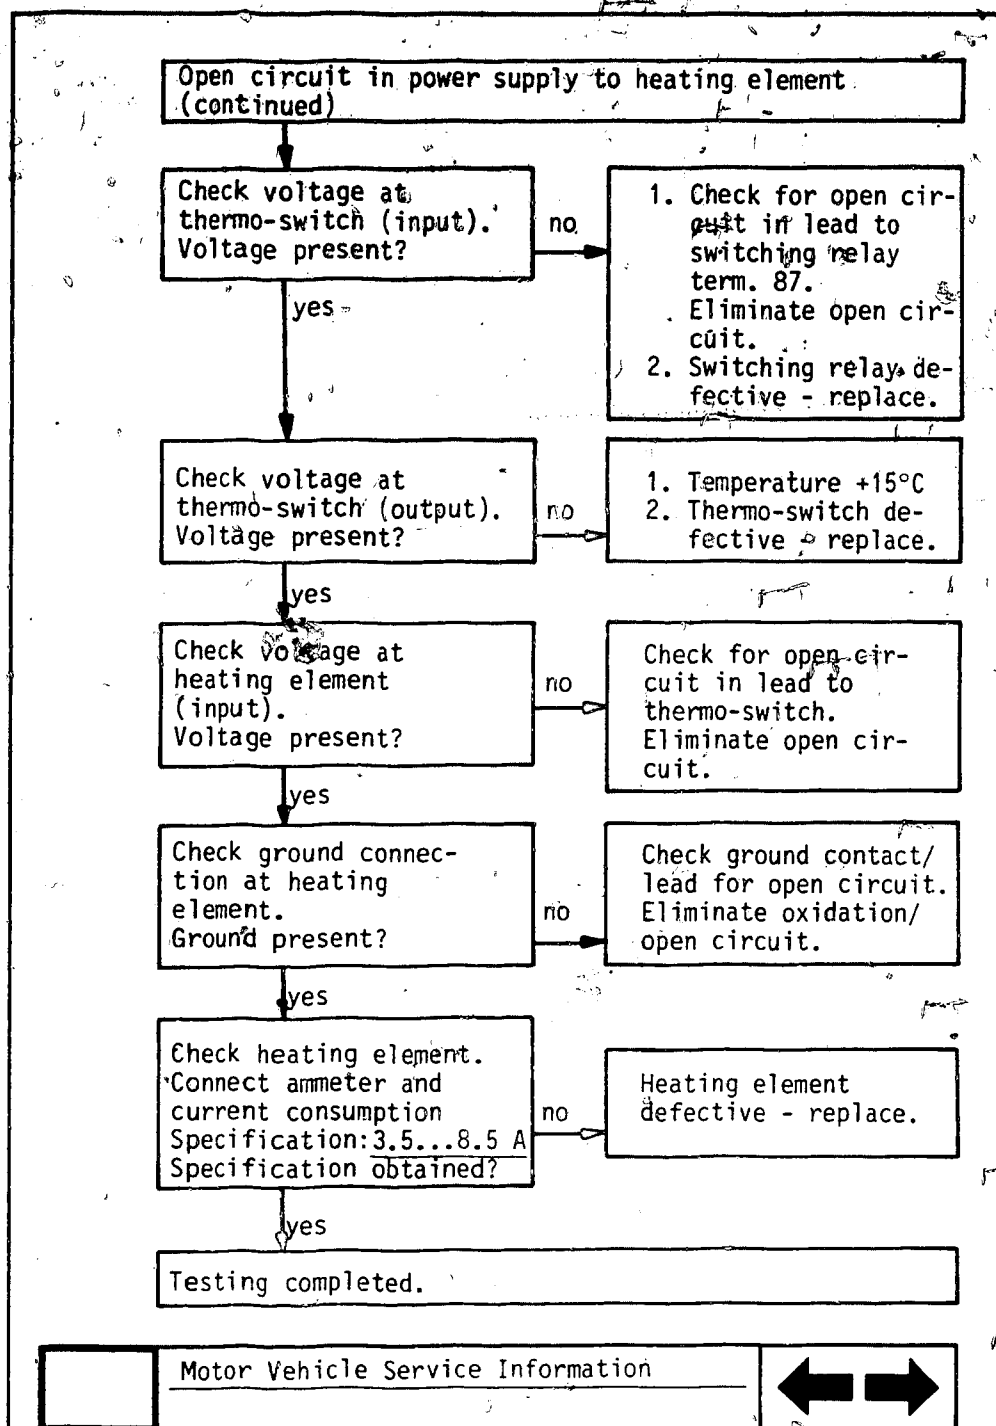 Open circuit in power supply to heating element
(continued)
Check voltage at
thermo-switch (input).
Voltage present?
no
1. Check for open cir-
cuit in lead to
switching relay
term. 87.
Eliminate open cir-
cuit.
2. Switching relay de-
fective - replace.
yes
Check voltage at
thermo-switch (output).
Voltage present?
no
1. Temperature +15°C
2. Thermo-switch de-
fective - replace.
yes
Check voltage at
heating element
(input).
Voltage present?
no
Check for open cir-
cuit in lead to
thermo-switch.
Eliminate open cir-
cuit.
yes
Check ground connec-
tion at heating
element.
Ground present?
no
Check ground contact/
lead for open circuit.
Eliminate oxidation/
open circuit.
yes
Check heating element.
Connect ammeter and
current consumption
Specification: 3.5...8.5 A
Specification obtained?
no
Heating element
defective - replace.
yes
Testing completed.
Motor Vehicle Service Information